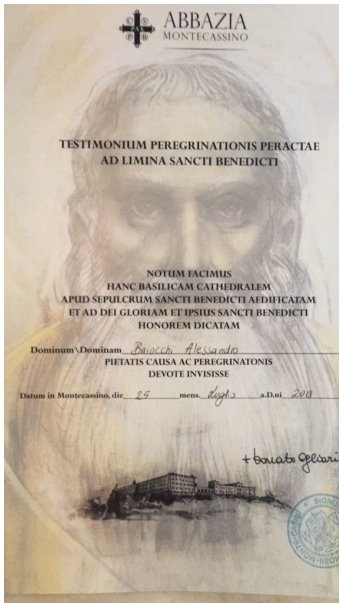 ABBAZIA
MONTECASSINO
TESTIMONIUM PEREGRINATIONIS PERACTAE
AD LIMINA SANCTI BENEDICTI
NOTUM FACIMUS
HANC BASILICAM CATHEDRALEM
APUD SEPULCRUM SANCTI BENEDICTI AEDIFICATAM
ET AD DEI GLORIAM ET IPSIUS SANCTI BENEDICTI
HONOREM DICATAM
Dominum\Dominam Baiocchi Alessandro
PIETATIS CAUSA AC PEREGRINATONIS
DEVOTE INVISISSE
Datum in Montecassino, die 25 mens. Luglio a.D.ni
+ Donato Ogliari